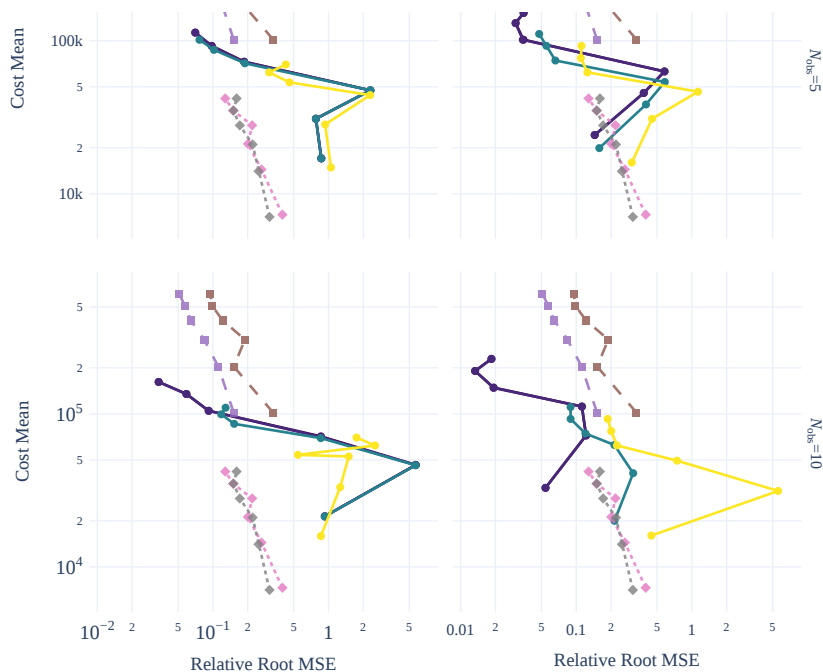 100k
5
2
10k
Cost Mean
N_obs=5
5
2
10^5
5
2
10^4
Cost Mean
N_obs=10
10^−2 2 5 10^−1 2 5 1 2 5
0.01 2 5 0.1 2 5 1 2 5
Relative Root MSE
Relative Root MSE